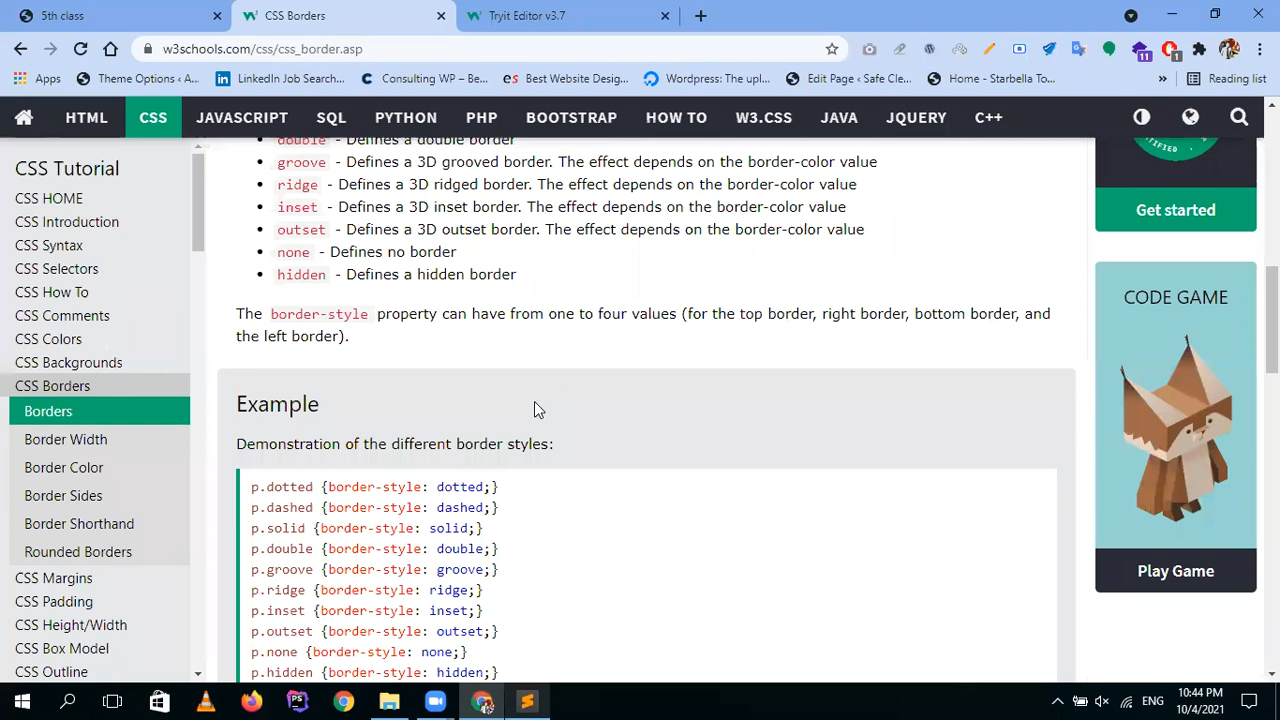 5th class
CSS Borders
Tryit Editor v3.7
w3schools.com/css/css_border.asp
11
1
Apps
Theme Options ‹ A...
LinkedIn Job Search...
Consulting WP – Be...
Best Website Desig...
Wordpress The upl...
Edit Page ‹ Safe Cle...
Home - Starbella To...
»
Reading list
HTML
CSS
JAVASCRIPT
SQL
PYTHON
PHP
BOOTSTRAP
HOW TO
W3.CSS
JAVA
JQUERY
C++
CSS Tutorial
CSS HOME
CSS Introduction
CSS Syntax
CSS Selectors
CSS How To
CSS Comments
CSS Colors
CSS Backgrounds
CSS Borders
Borders
Border Width
Border Color
Border Sides
Border Shorthand
Rounded Borders
CSS Margins
CSS Padding
CSS Height/Width
CSS Box Model
CSS Outline
double - Defines a double border
• groove - Defines a 3D grooved border. The effect depends on the border-color value
• ridge - Defines a 3D ridged border. The effect depends on the border-color value
• inset - Defines a 3D inset border. The effect depends on the border-color value
• outset - Defines a 3D outset border. The effect depends on the border-color value
• none - Defines no border
• hidden - Defines a hidden border
The border-style property can have from one to four values (for the top border, right border, bottom border, and
the left border).
Example
Demonstration of the different border styles:
p.dotted {border-style: dotted;}
p.dashed {border-style: dashed;}
p.solid {border-style: solid;}
p.double {border-style: double;}
p.groove {border-style: groove;}
p.ridge {border-style: ridge;}
p.inset {border-style: inset;}
p.outset {border-style: outset;}
p.none {border-style: none;}
p.hidden {border-style: hidden;}
Get started
CODE GAME
Play Game
ENG
10:44 PM
10/4/2021